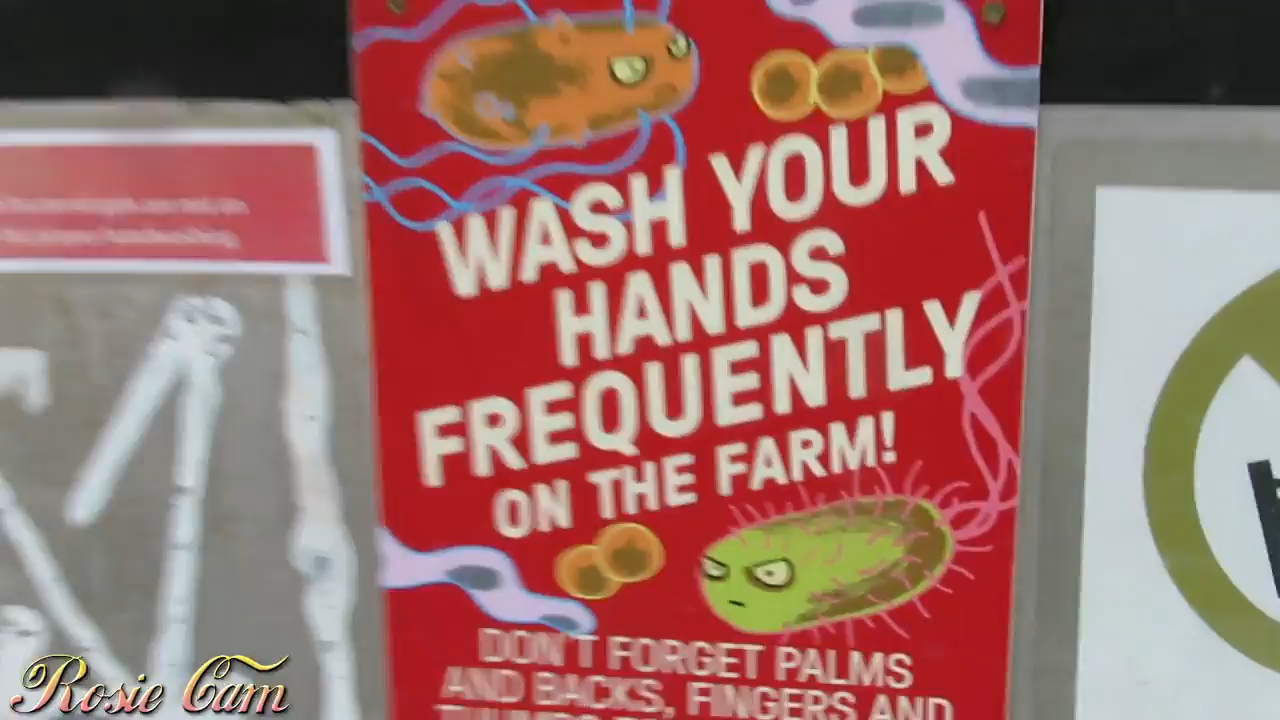 WASH YOUR
HANDS
FREQUENTLY
ON THE FARM!
DON'T FORGET PALMS
AND BACKS, FINGERS AND
Rosie Cam